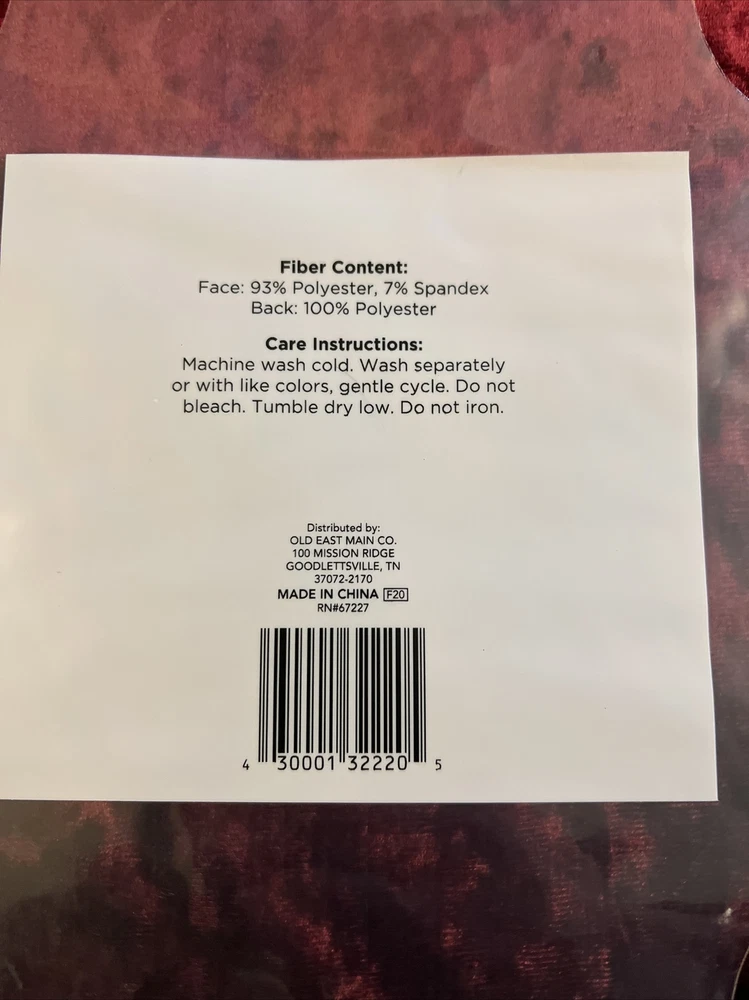 Fiber Content:
Face: 93% Polyester, 7% Spandex
Back: 100% Polyester
Care Instructions:
Machine wash cold. Wash separately
or with like colors, gentle cycle. Do not
bleach. Tumble dry low. Do not iron.
Distributed by:
OLD EAST MAIN CO.
100 MISSION RIDGE
GOODLETTSVILLE, TN
37072-2170
MADE IN CHINA F20
RN#67227
4 30001 32220 5